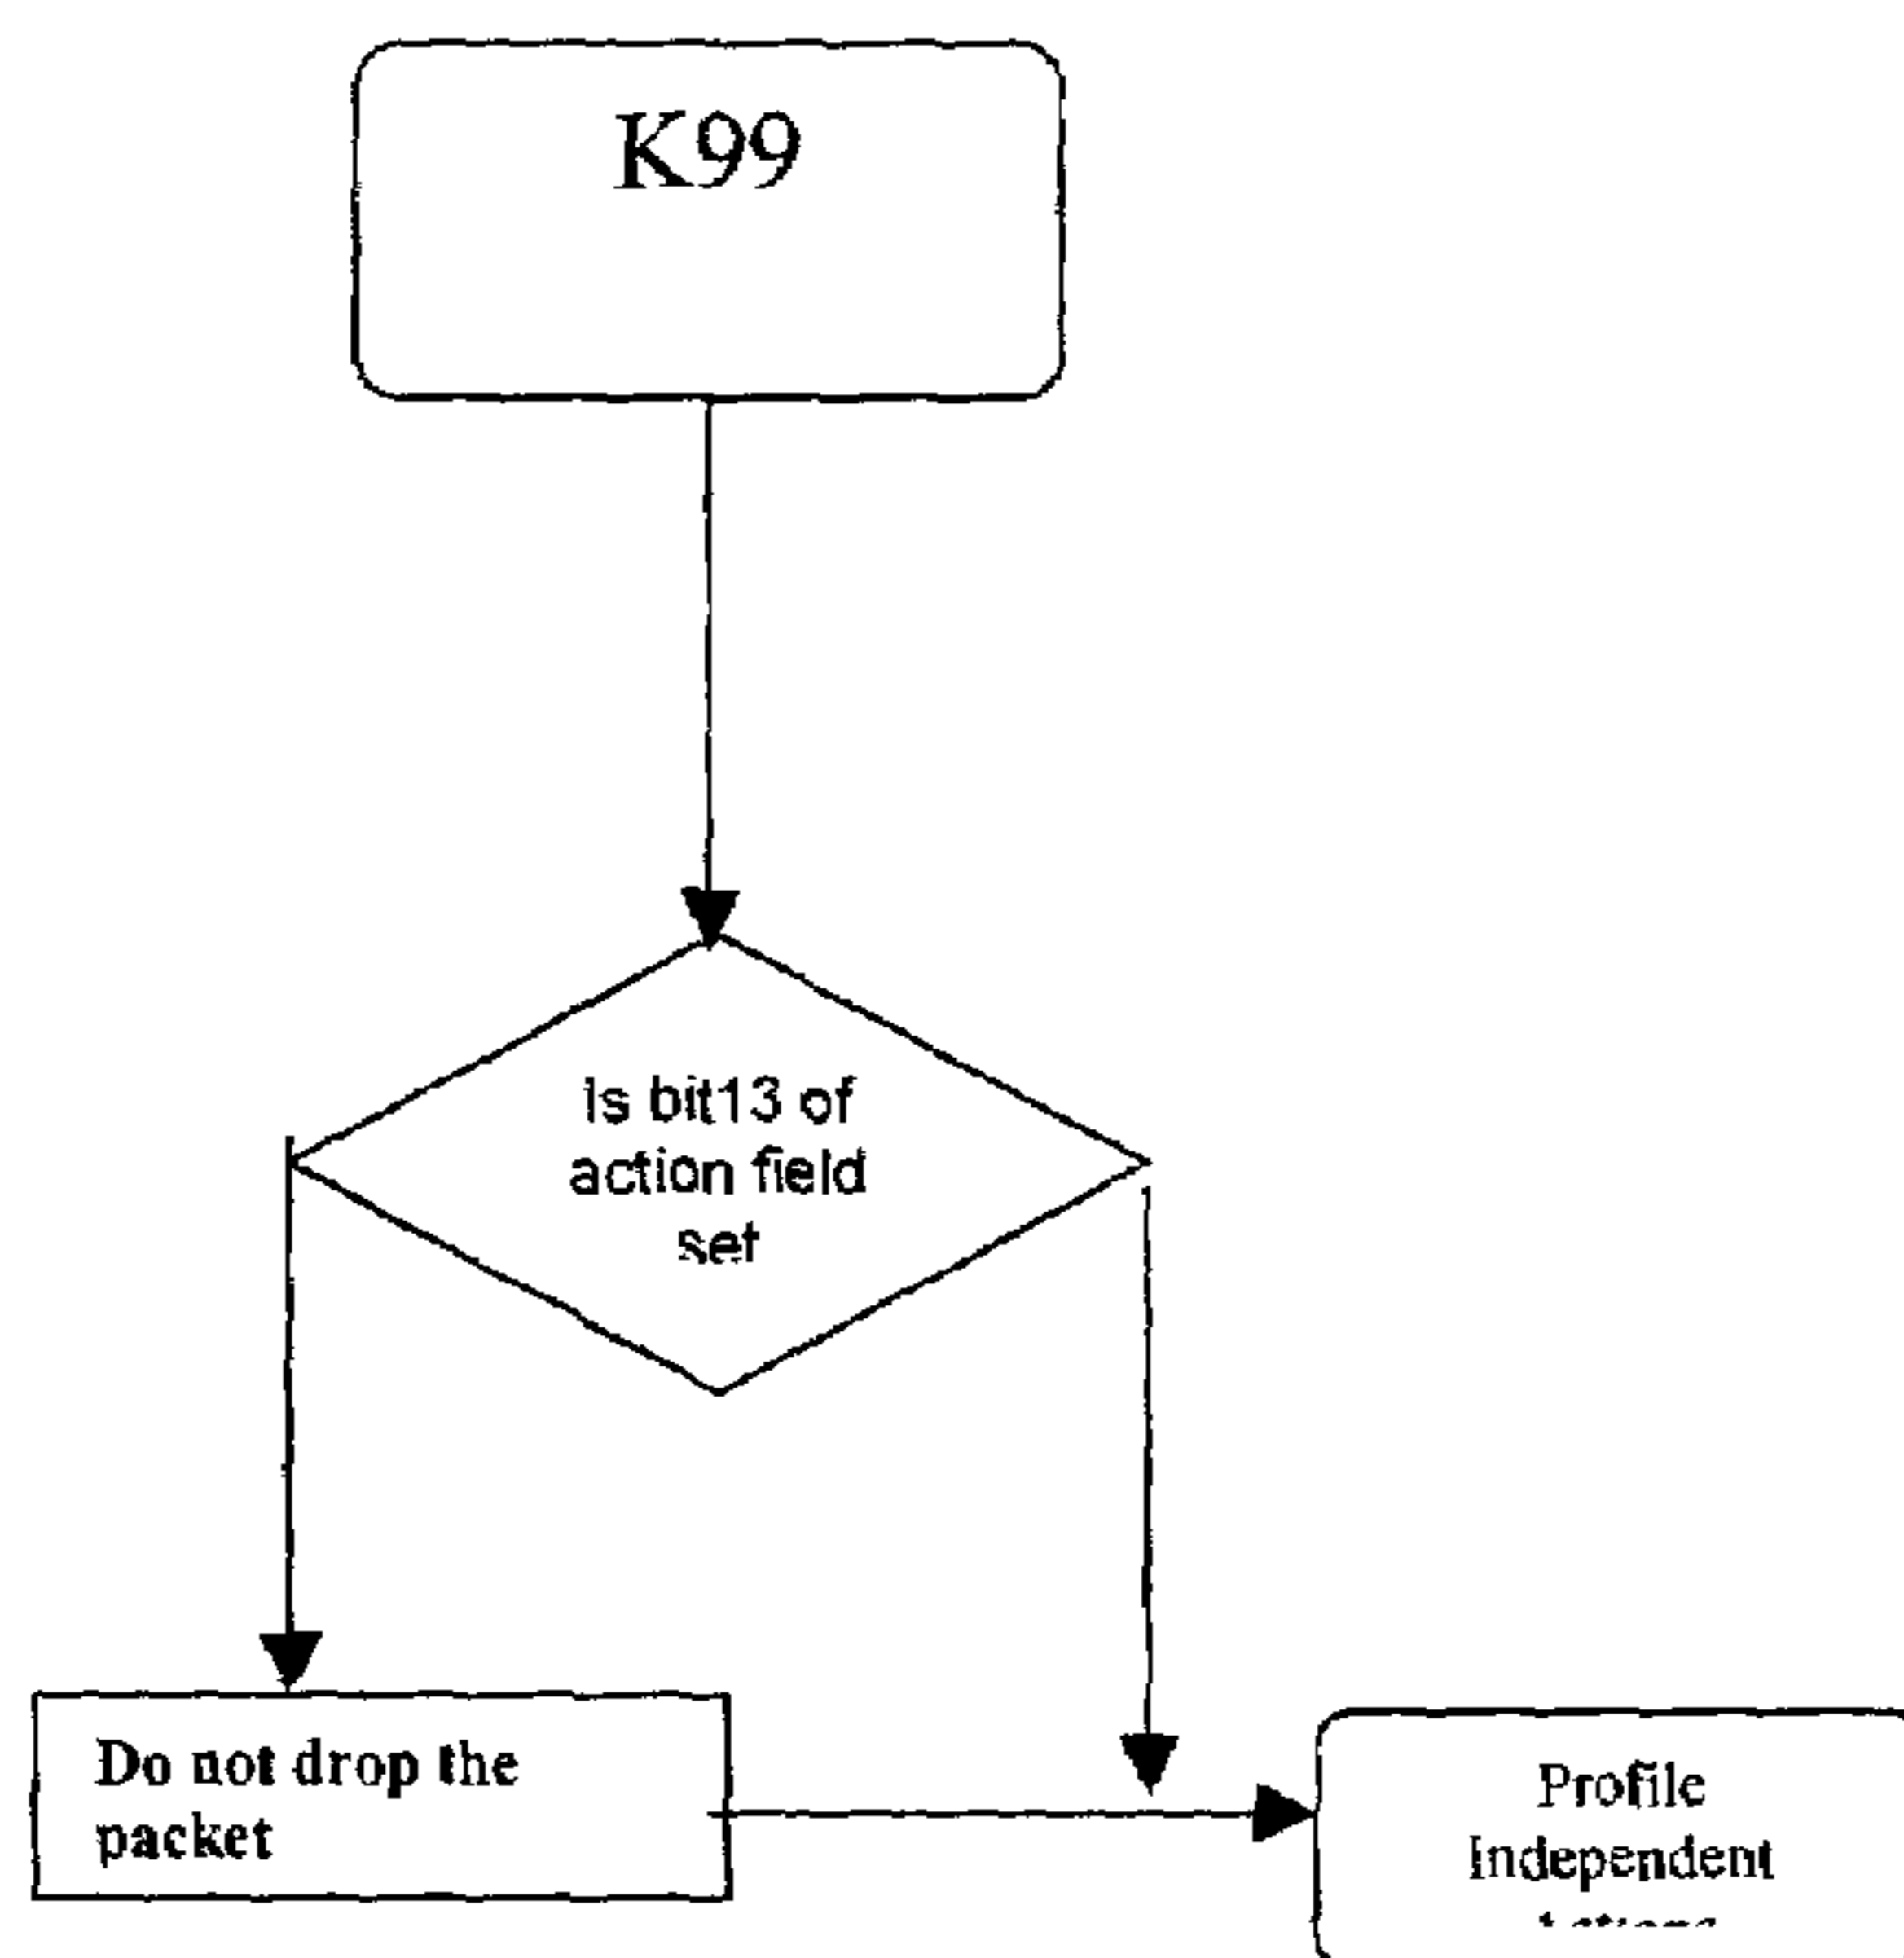 K99
Is bit13 of
action field
set
Do not drop the
packet
Profile
Independent